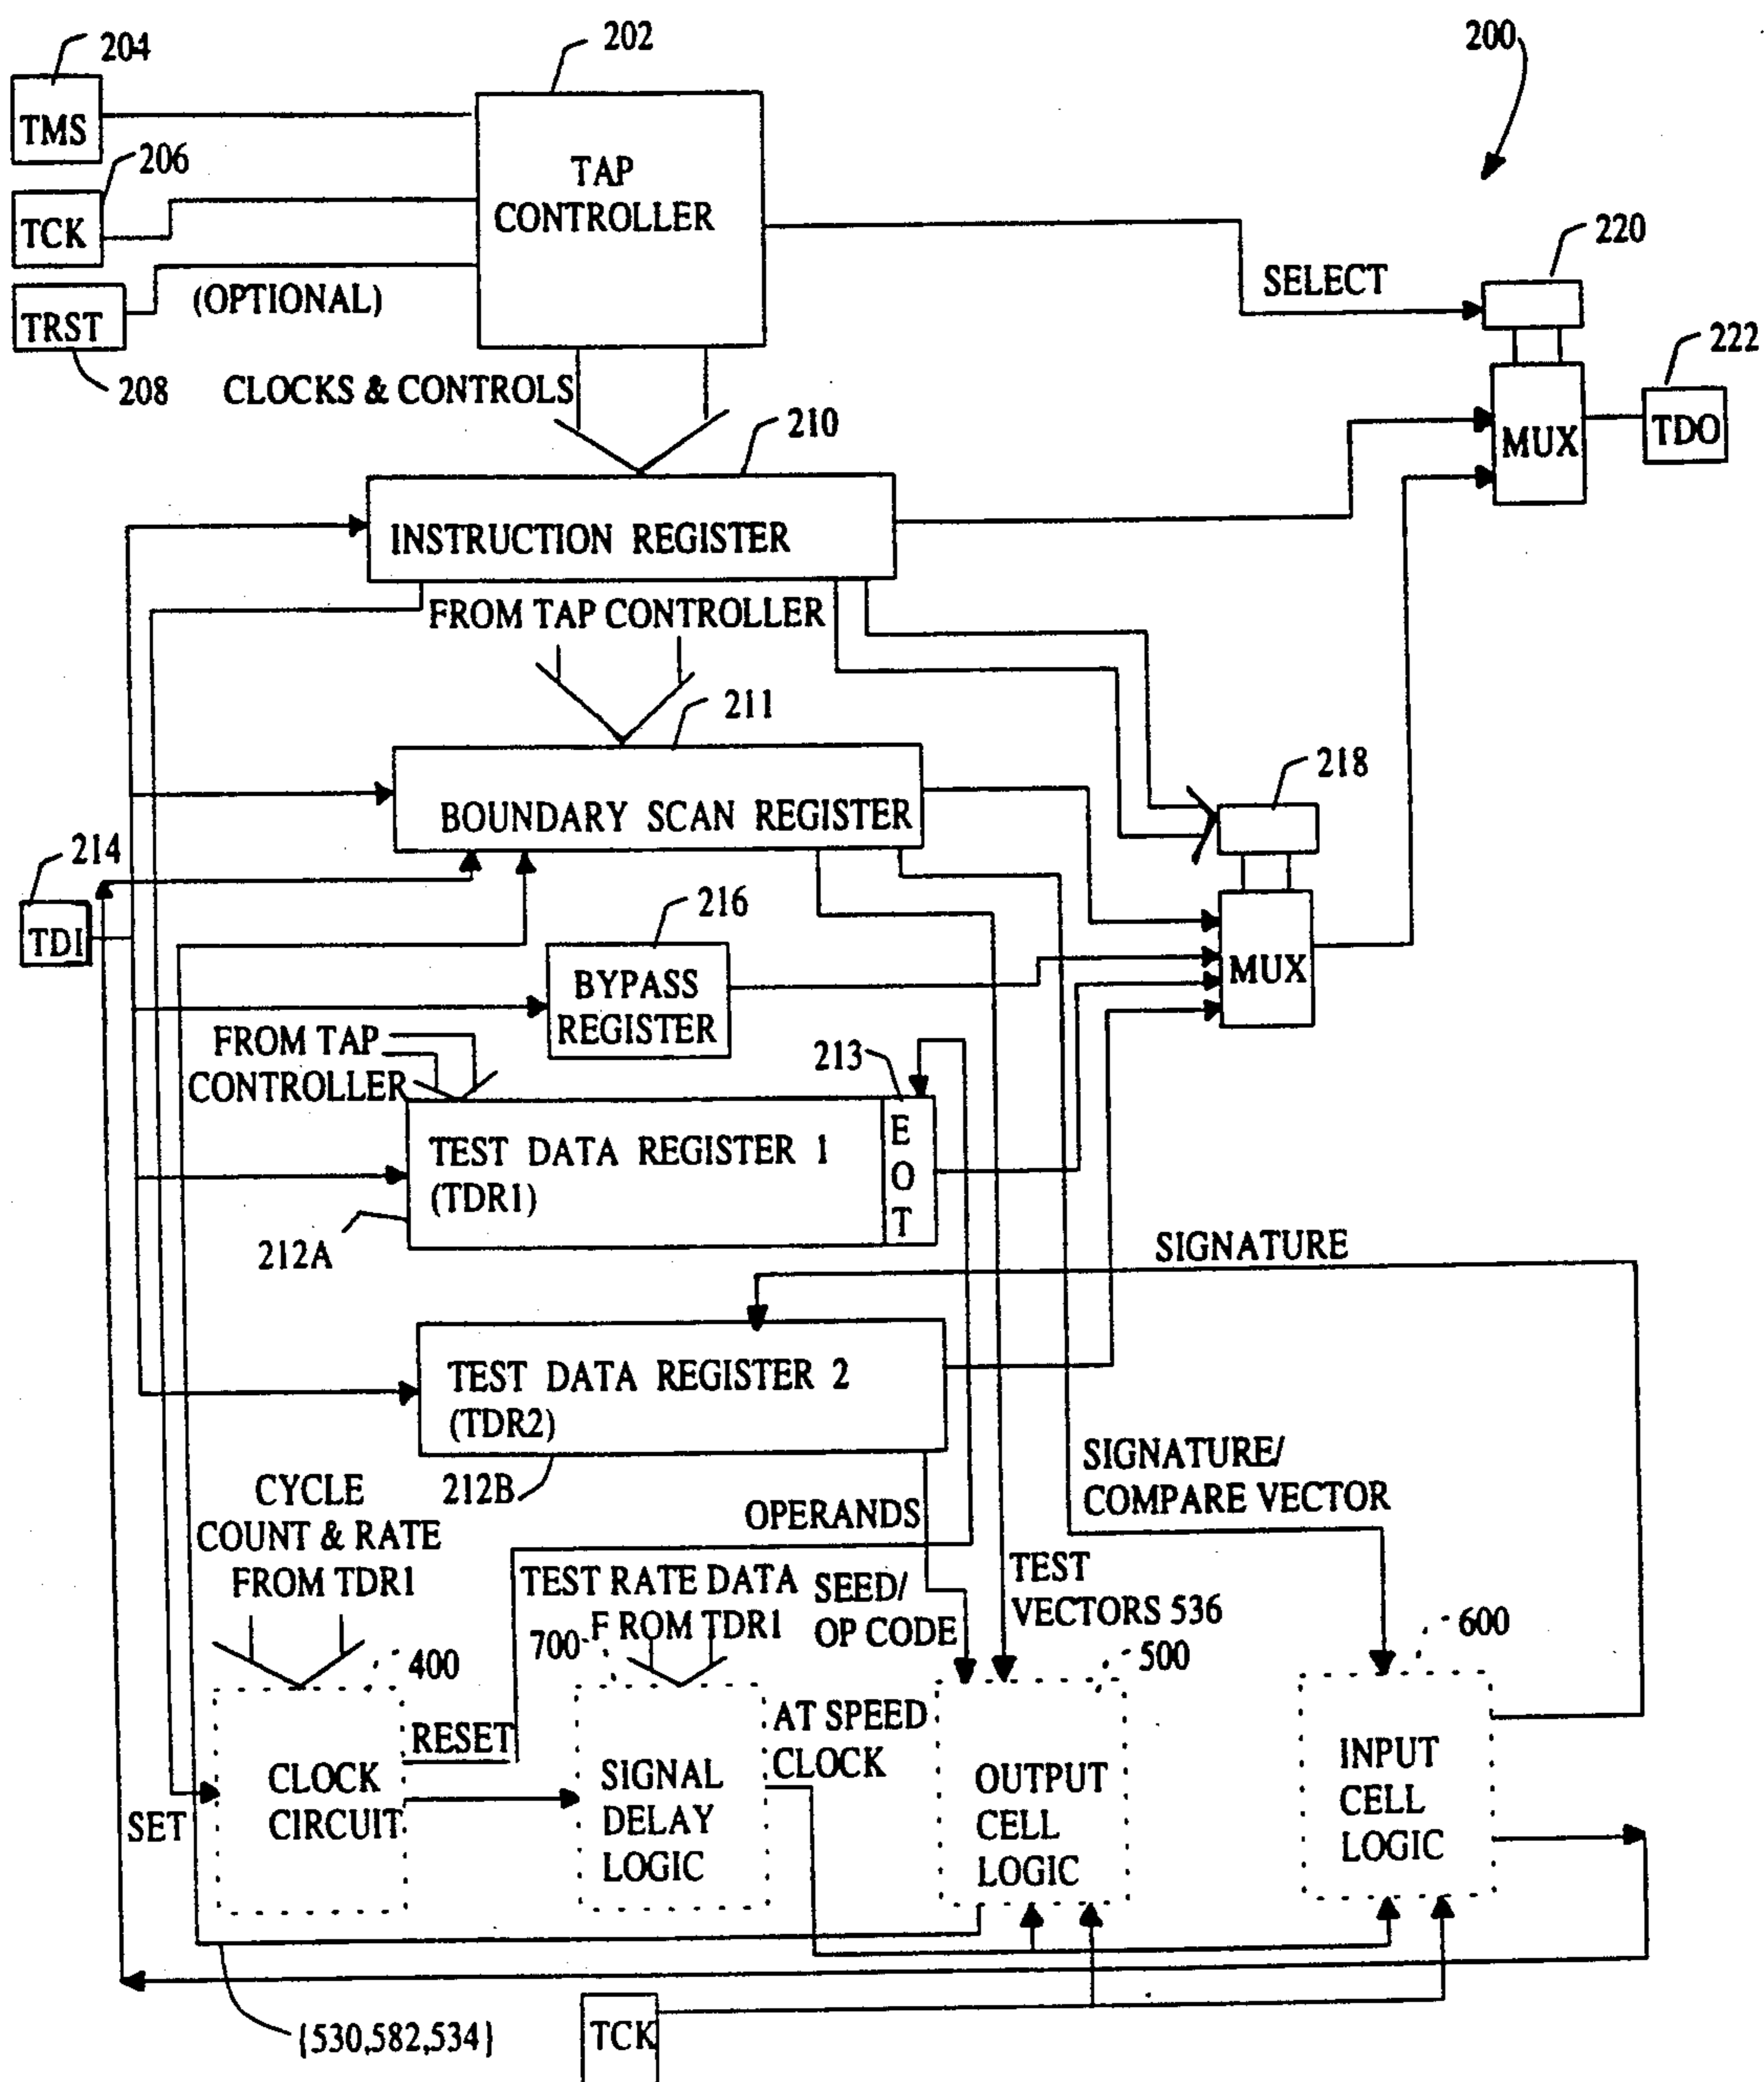 204
202
200
TMS
206
TAP
CONTROLLER
TCK
220
SELECT
(OPTIONAL)
TRST
222
208
CLOCKS & CONTROLS
210
MUX
TDO
INSTRUCTION REGISTER
FROM TAP CONTROLLER
211
218
BOUNDARY SCAN REGISTER
214
216
TDI
BYPASS
REGISTER
MUX
FROM TAP
CONTROLLER
213
TEST DATA REGISTER 1
(TDR1)
E
O
T
212A
SIGNATURE
TEST DATA REGISTER 2
(TDR2)
212B
SIGNATURE/
COMPARE VECTOR
CYCLE
COUNT & RATE
FROM TDR1
OPERANDS
TEST RATE DATA
FROM TDR1
SEED/
OP CODE
TEST
VECTORS 536
400
700
500
600
RESET
AT SPEED
CLOCK
CLOCK
CIRCUIT
SIGNAL
DELAY
LOGIC
OUTPUT
CELL
LOGIC
INPUT
CELL
LOGIC
SET
{530,582,534}
TCK